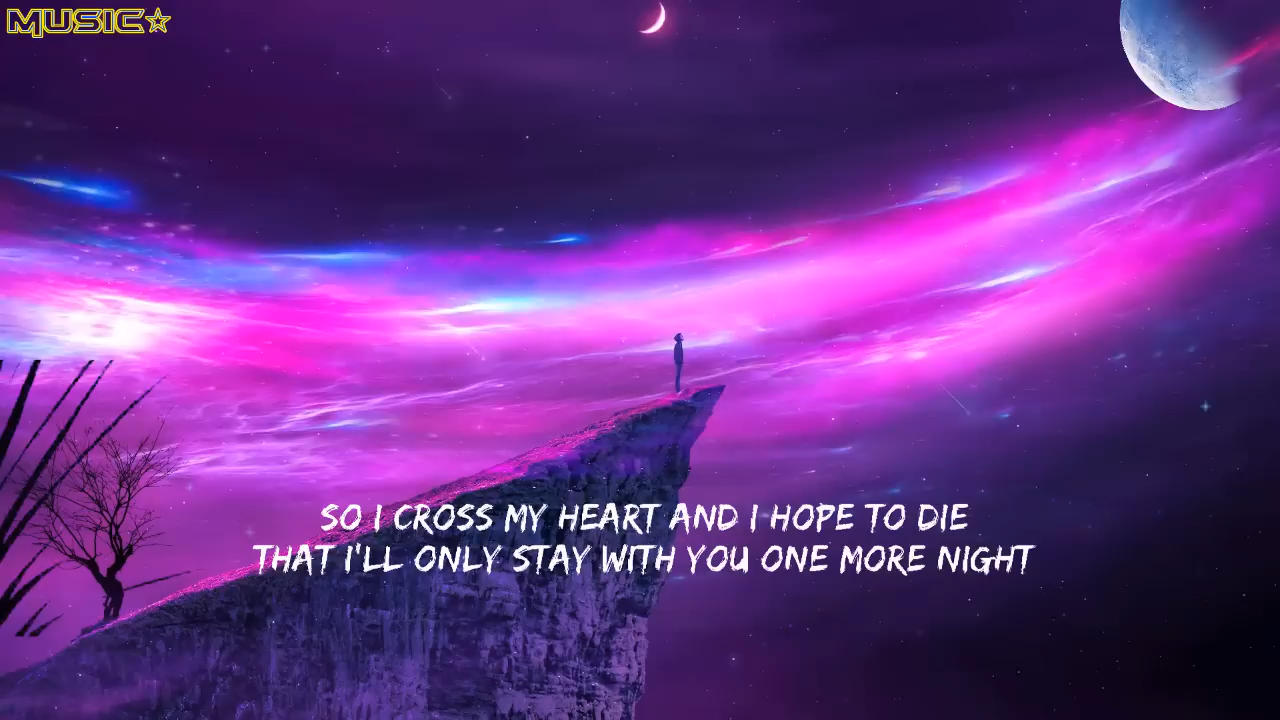 MUSIC☆
SO I CROSS MY HEART AND I HOPE TO DIE
THAT I'LL ONLY STAY WITH YOU ONE MORE NIGHT